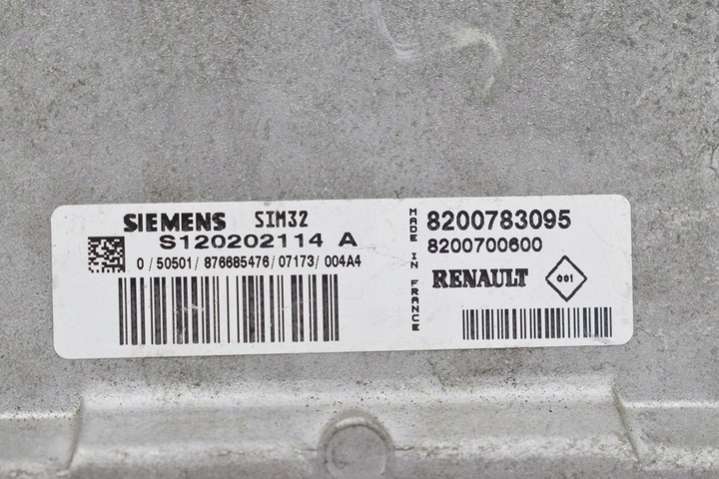 SIEMENS SIM32
S120202114 A
0 / 50501/ 876685476/ 07173/ 004A4
MADE IN FRANCE
8200783095
8200700600
RENAULT 001